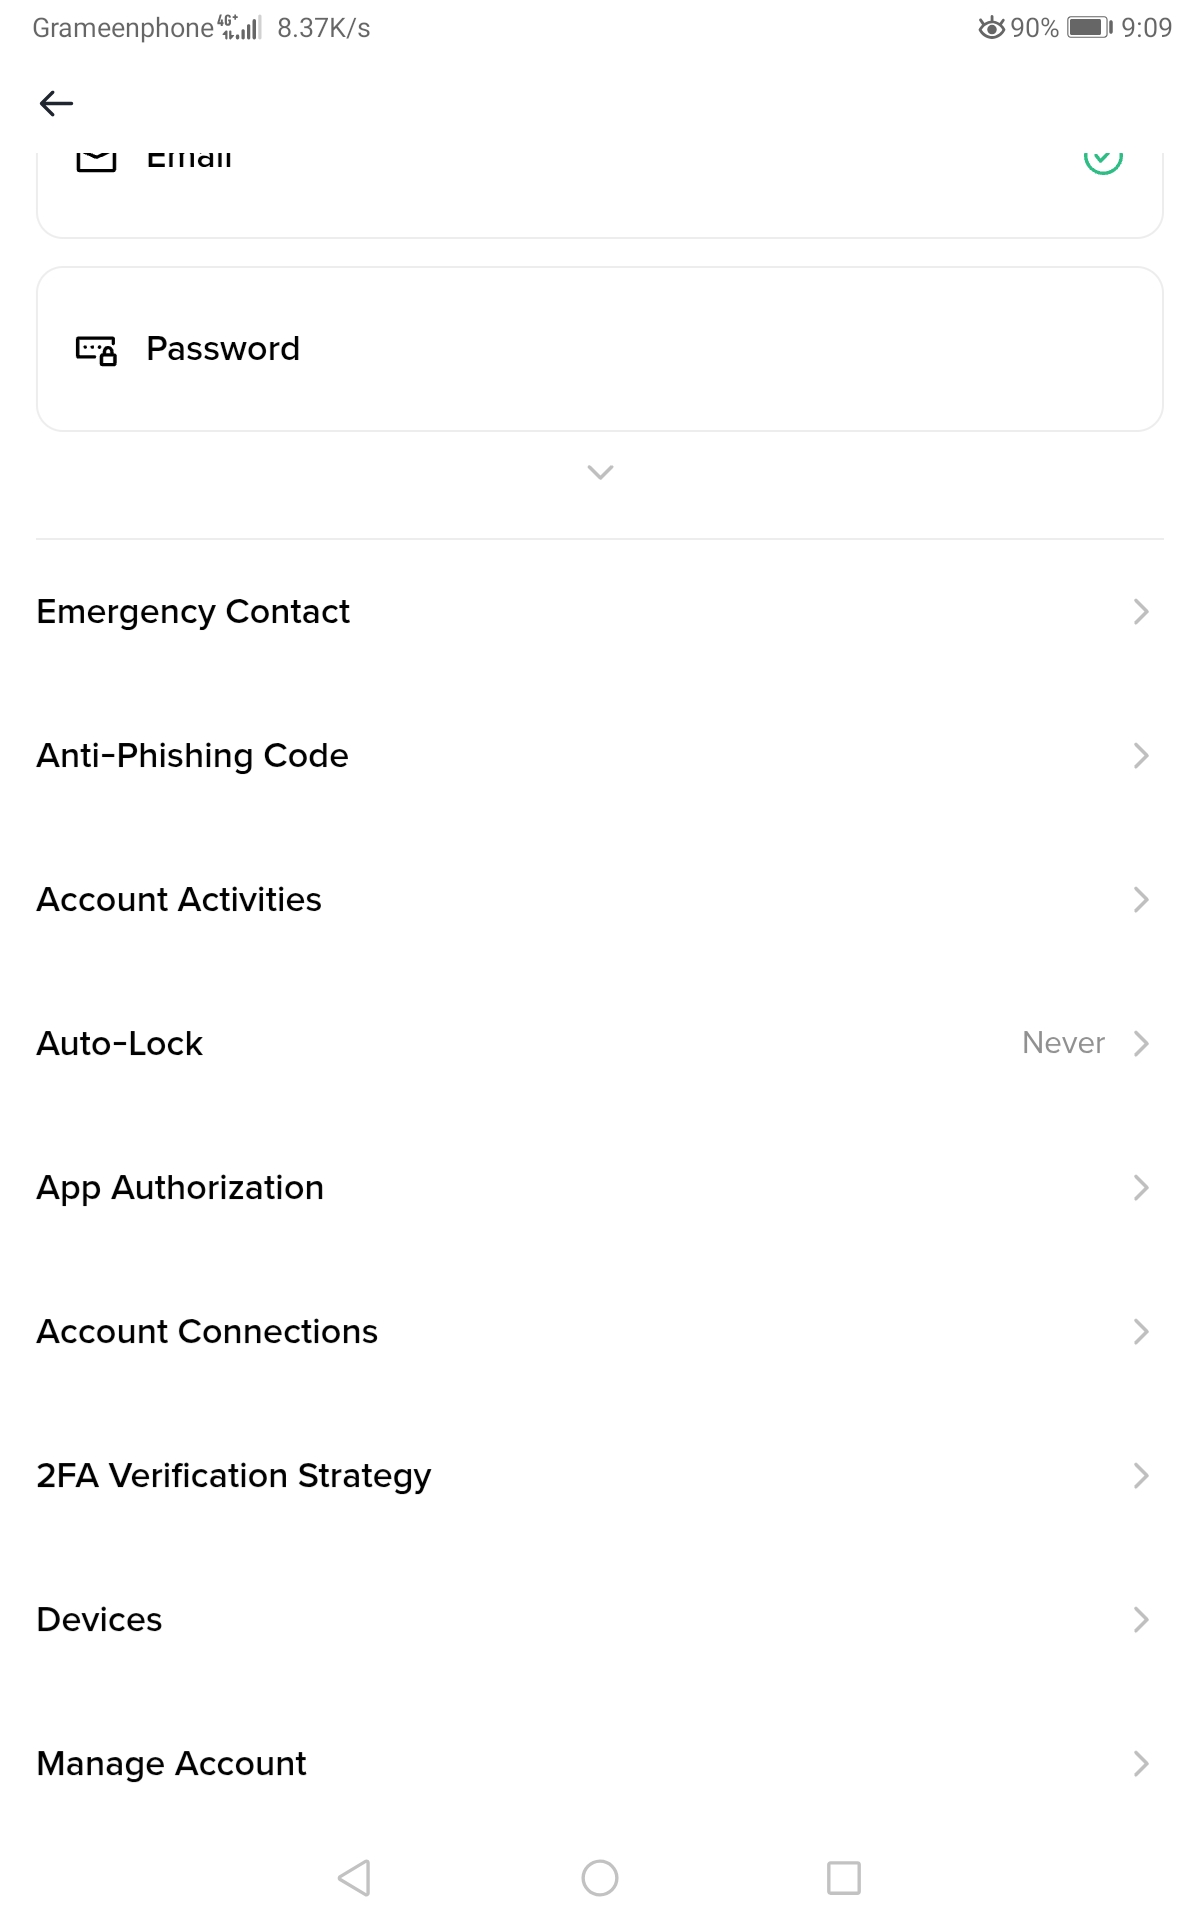 Grameenphone 4G+ 8.37K/s 90% 9:09
Email
Password
Emergency Contact
Anti-Phishing Code
Account Activities
Auto-Lock Never
App Authorization
Account Connections
2FA Verification Strategy
Devices
Manage Account